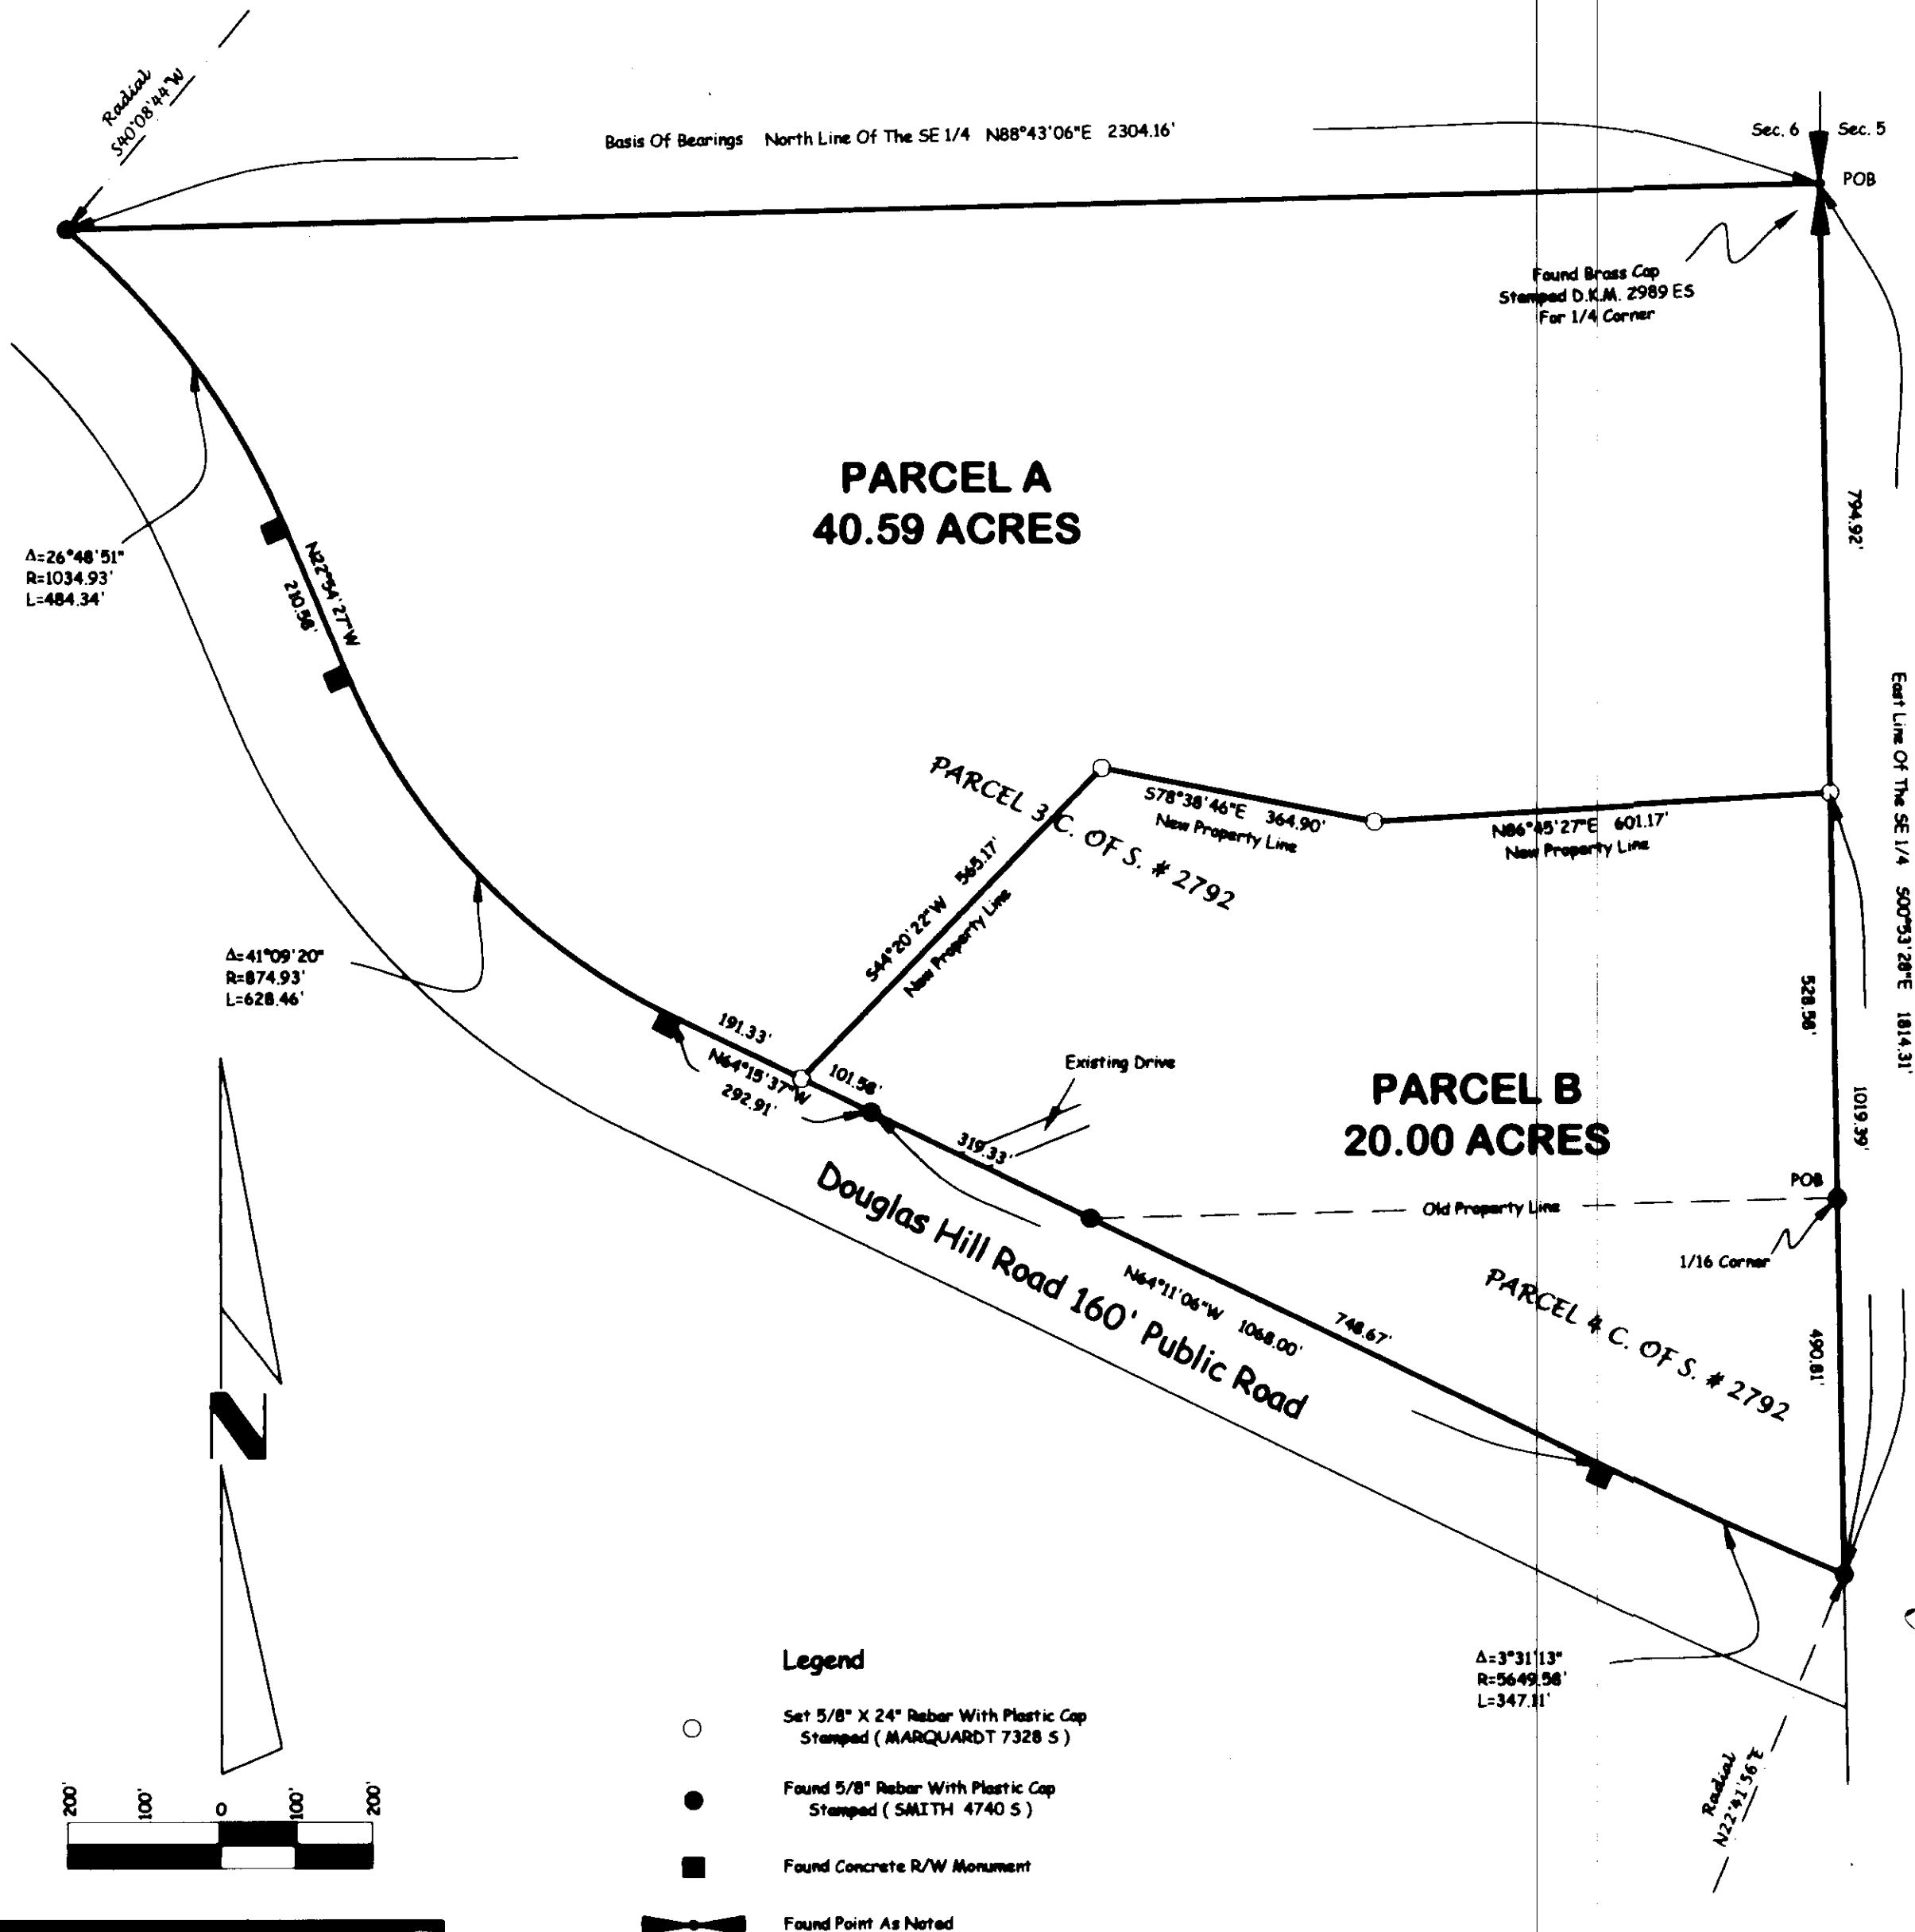 Radial
S40°08'44"W
Basis Of Bearings North Line Of The SE 1/4 N88°43'06"E 2304.16'
Sec. 6 Sec. 5
POB
Found Brass Cap
Stamped D.K.M. 2989 ES
For 1/4 Corner
PARCEL A
40.59 ACRES
794.92'
Δ=26°48'51"
R=1034.93'
L=484.34'
N22°54'27"W
210.58'
East Line Of The SE 1/4 S00°53'28"E 1814.31'
PARCEL 3 C. OF S. # 2792
S78°38'46"E 364.90'
New Property Line
N86°45'27"E 601.17'
New Property Line
S44°20'22"W 565.17'
New Property Line
528.58'
Δ=41°09'20"
R=874.93'
L=628.46'
191.33'
N64°15'37"W
292.91'
101.58'
Existing Drive
319.33'
PARCEL B
20.00 ACRES
1019.39'
POB
Old Property Line
1/16 Corner
Douglas Hill Road 160' Public Road
N64°11'06"W 1068.00'
748.67'
PARCEL 4 C. OF S. # 2792
490.81'
N
Δ=3°31'13"
R=5649.58'
L=347.11'
Radial
N22°41'56"E
Legend
Set 5/8" X 24" Rebar With Plastic Cap
Stamped ( MARQUARDT 7328 S )
Found 5/8" Rebar With Plastic Cap
Stamped ( SMITH 4740 S )
Found Concrete R/W Monument
Found Point As Noted
200' 100' 0 100' 200'